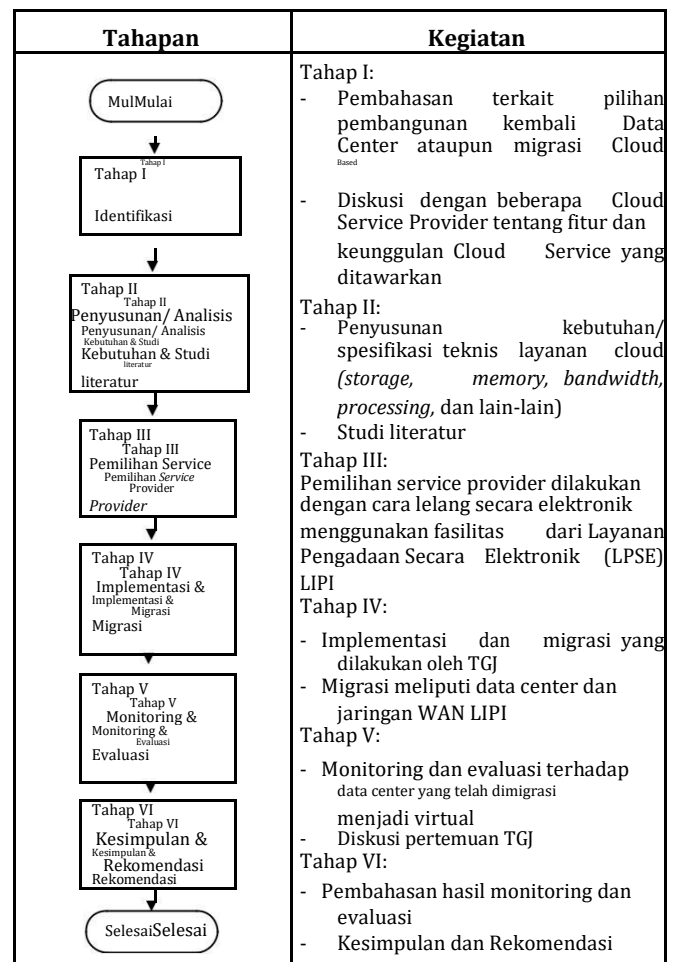 Tahapan
Kegiatan
MulMulai
Tahap I
Tahap I
Identifikasi
Tahap II
Tahap II
Penyusunan/ Analisis
Penyusunan/ Analisis
Kebutuhan & Studi
Kebutuhan & Studi
literatur
literatur
Tahap III
Tahap III
Pemilihan Service
Pemilihan Service
Provider
Provider
Tahap IV
Tahap IV
Implementasi &
Implementasi &
Migrasi
Migrasi
Tahap V
Tahap V
Monitoring &
Monitoring &
Evaluasi
Evaluasi
Tahap VI
Tahap VI
Kesimpulan &
Kesimpulan &
Rekomendasi
Rekomendasi
SelesaiSelesai
Tahap I:
- Pembahasan terkait pilihan
pembangunan kembali Data
Center ataupun migrasi Cloud
Based
- Diskusi dengan beberapa Cloud
Service Provider tentang fitur dan
keunggulan Cloud Service yang
ditawarkan
Tahap II:
- Penyusunan kebutuhan/
spesifikasi teknis layanan cloud
(storage, memory, bandwidth,
processing, dan lain-lain)
- Studi literatur
Tahap III:
Pemilihan service provider dilakukan
dengan cara lelang secara elektronik
menggunakan fasilitas dari Layanan
Pengadaan Secara Elektronik (LPSE)
LIPI
Tahap IV:
- Implementasi dan migrasi yang
dilakukan oleh TGJ
- Migrasi meliputi data center dan
jaringan WAN LIPI
Tahap V:
- Monitoring dan evaluasi terhadap
data center yang telah dimigrasi
menjadi virtual
- Diskusi pertemuan TGJ
Tahap VI:
- Pembahasan hasil monitoring dan
evaluasi
- Kesimpulan dan Rekomendasi